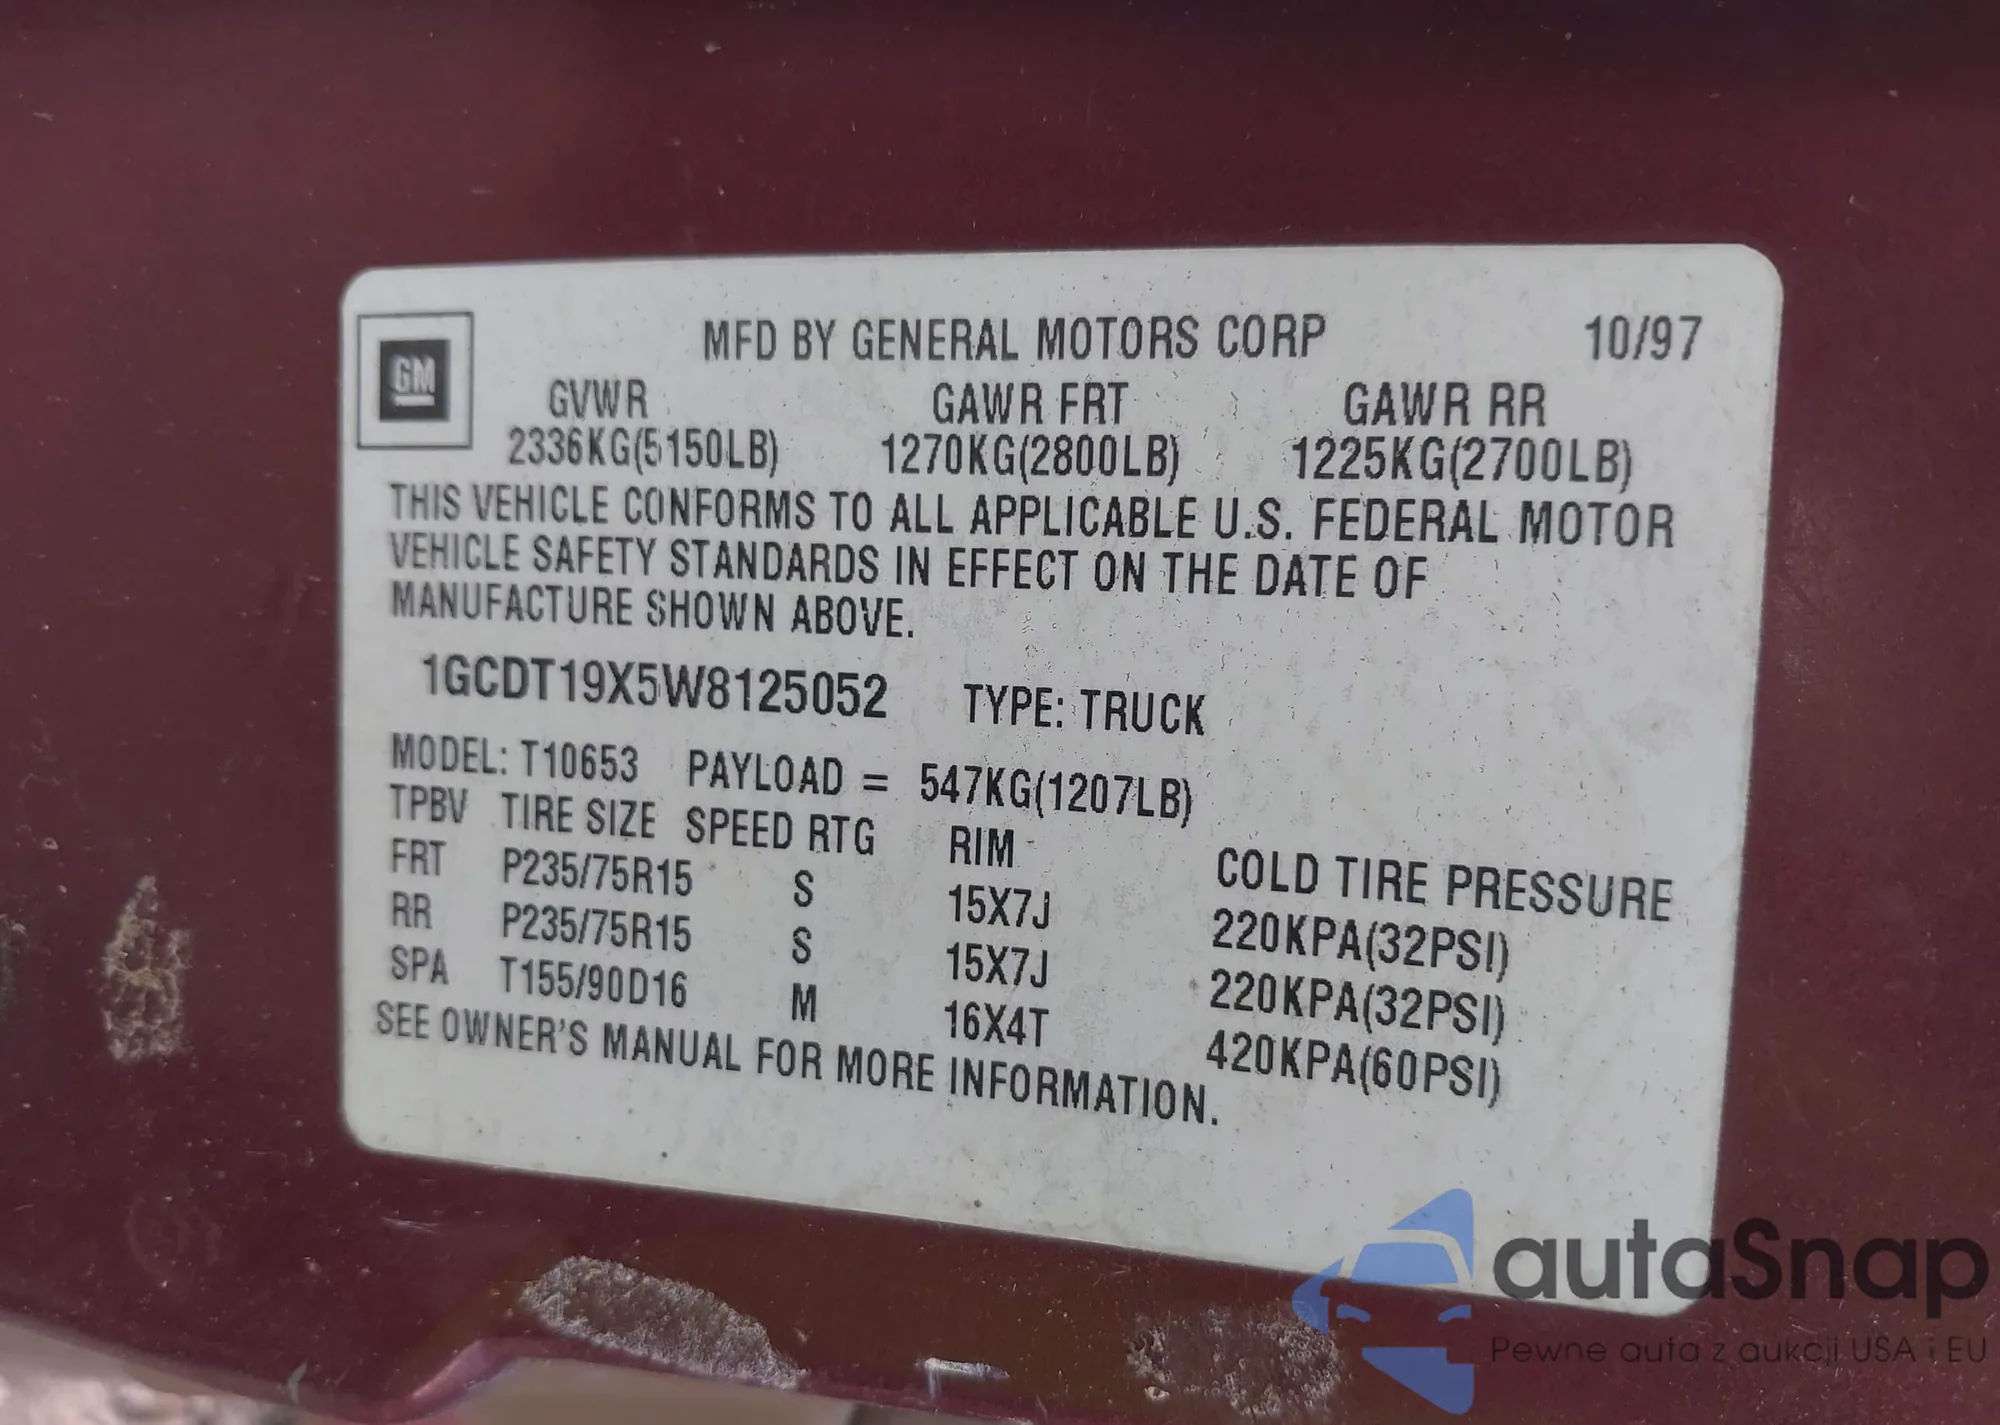 GM
MFD BY GENERAL MOTORS CORP 10/97
GVWR GAWR FRT GAWR RR
2336KG(5150LB) 1270KG(2800LB) 1225KG(2700LB)
THIS VEHICLE CONFORMS TO ALL APPLICABLE U.S. FEDERAL MOTOR
VEHICLE SAFETY STANDARDS IN EFFECT ON THE DATE OF
MANUFACTURE SHOWN ABOVE.
1GCDT19X5W8125052 TYPE: TRUCK
MODEL: T10653 PAYLOAD = 547KG(1207LB)
TPBV TIRE SIZE SPEED RTG RIM COLD TIRE PRESSURE
FRT P235/75R15 S 15X7J 220KPA(32PSI)
RR P235/75R15 S 15X7J 220KPA(32PSI)
SPA T155/90D16 M 16X4T 420KPA(60PSI)
SEE OWNER'S MANUAL FOR MORE INFORMATION.
autaSnap
Pewne auta z aukcji USA i EU